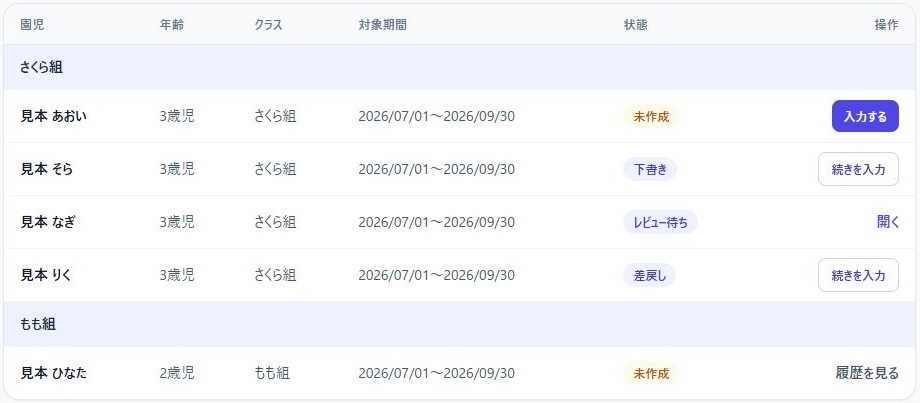 園児 年齢 クラス 対象期間 状態 操作
さくら組
見本 あおい 3歳児 さくら組 2026/07/01～2026/09/30 未作成 入力する
見本 そら 3歳児 さくら組 2026/07/01～2026/09/30 下書き 続きを入力
見本 なぎ 3歳児 さくら組 2026/07/01～2026/09/30 レビュー待ち 開く
見本 りく 3歳児 さくら組 2026/07/01～2026/09/30 差戻し 続きを入力
もも組
見本 ひなた 2歳児 もも組 2026/07/01～2026/09/30 未作成 履歴を見る